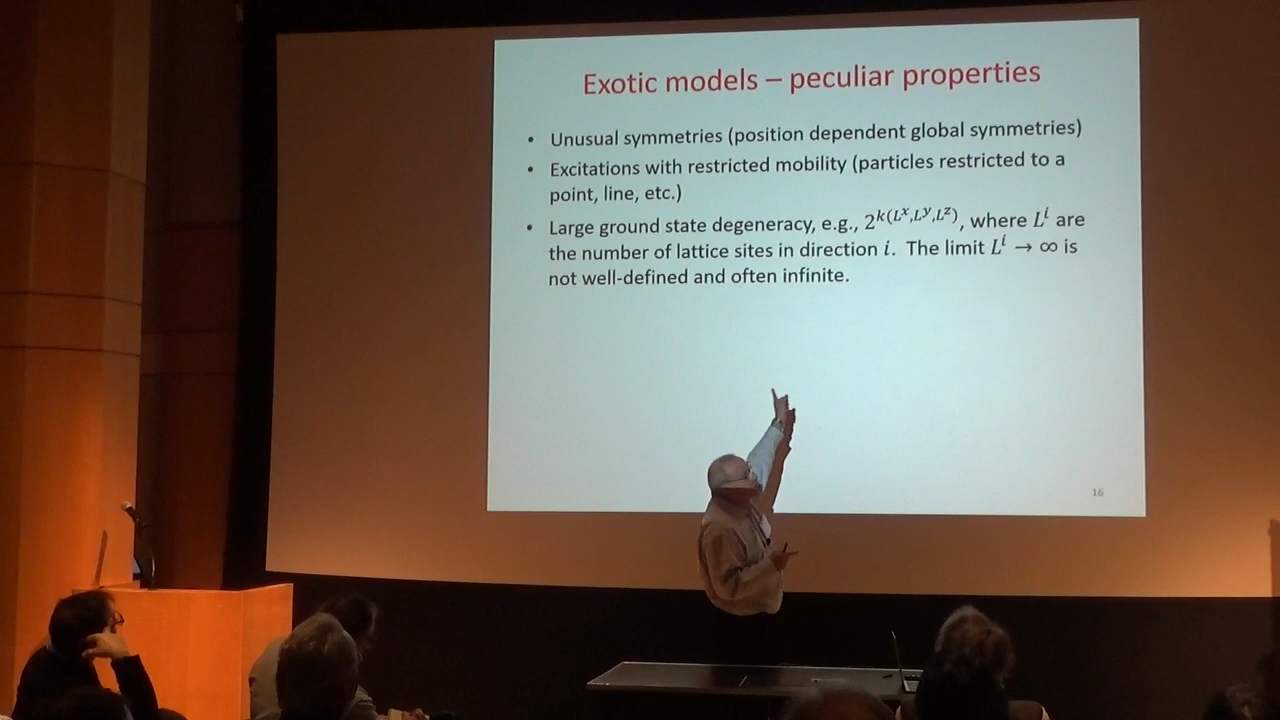 Exotic models – peculiar properties
• Unusual symmetries (position dependent global symmetries)
• Excitations with restricted mobility (particles restricted to a
point, line, etc.)
• Large ground state degeneracy, e.g., 2^{k(L^x,L^y,L^z)}, where L^i are
the number of lattice sites in direction i. The limit L^i → ∞ is
not well-defined and often infinite.
16